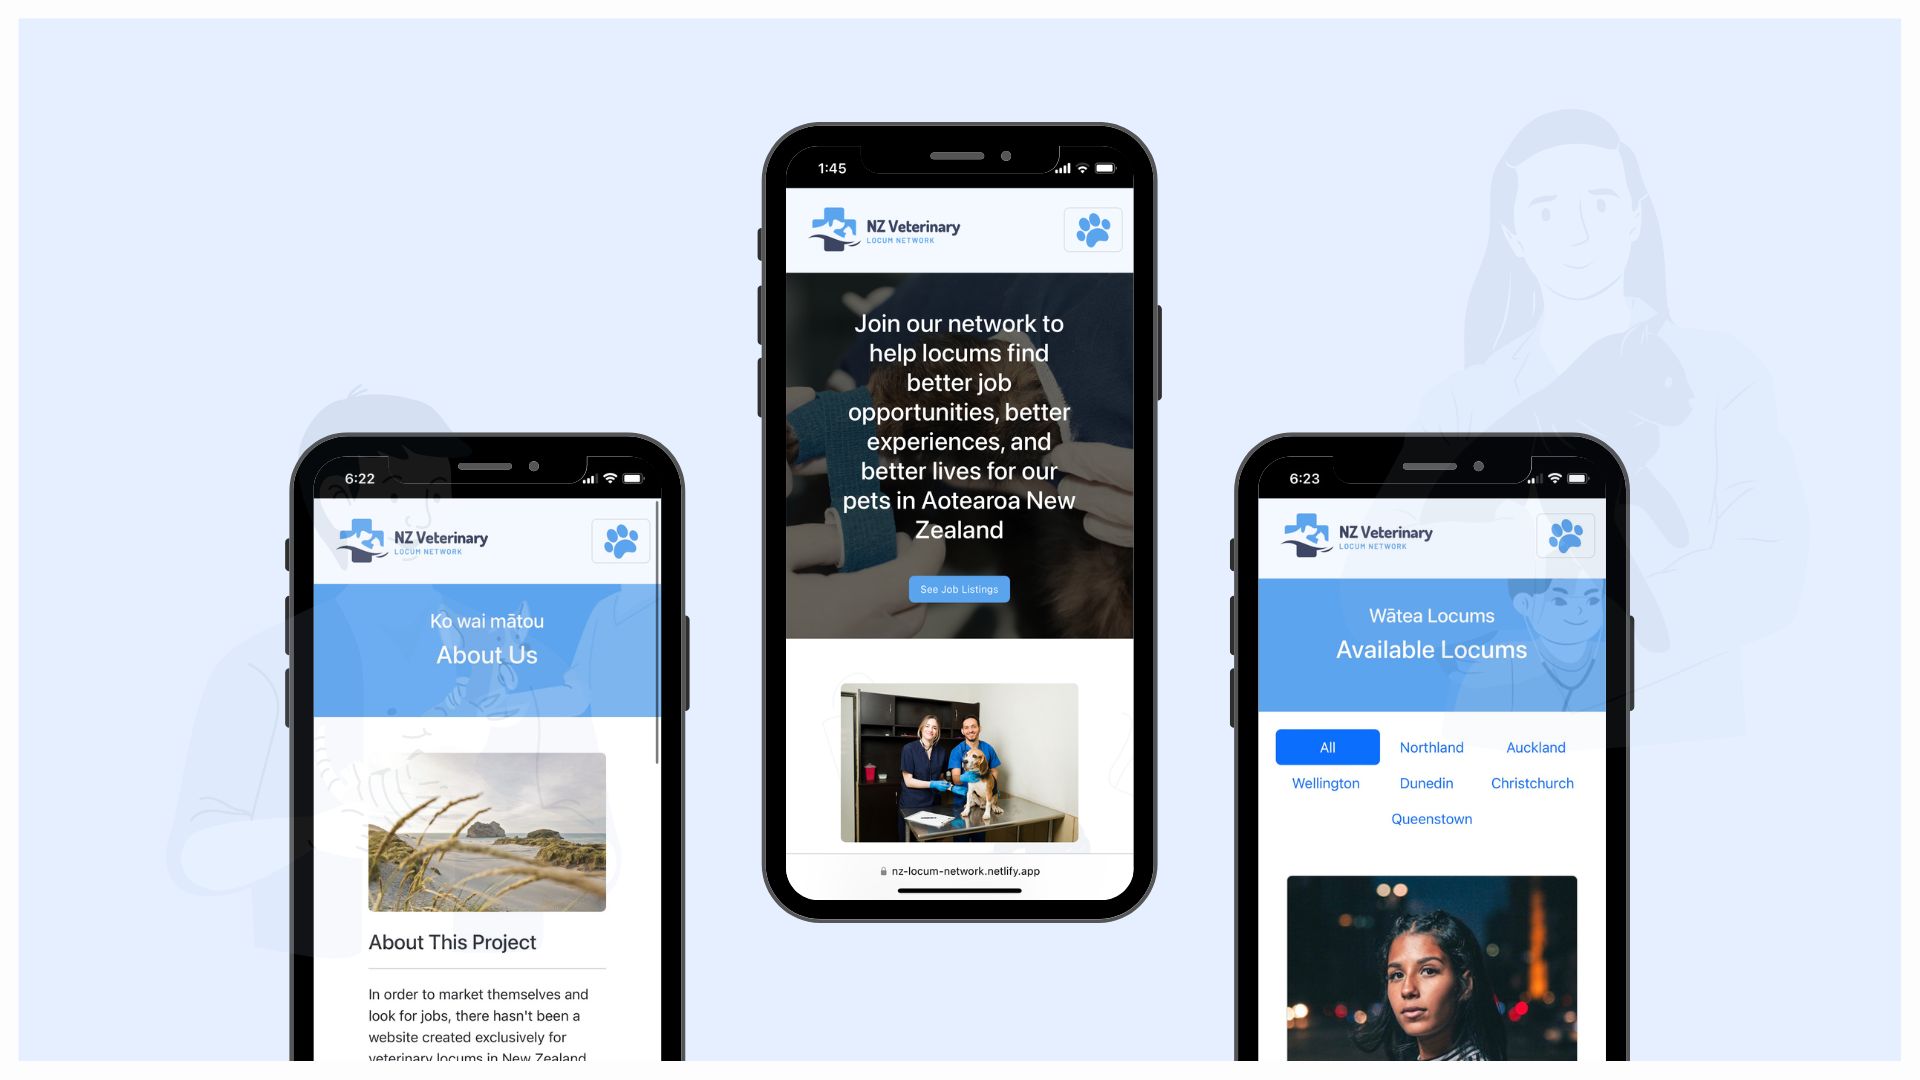 6:22
NZ Veterinary
LOCUM NETWORK
Ko wai mātou
About Us
About This Project
In order to market themselves and
look for jobs, there hasn't been a
website created exclusively for
veterinary locums in New Zealand
1:45
NZ Veterinary
LOCUM NETWORK
Join our network to
help locums find
better job
opportunities, better
experiences, and
better lives for our
pets in Aotearoa New
Zealand
See Job Listings
nz-locum-network.netlify.app
6:23
NZ Veterinary
LOCUM NETWORK
Wātea Locums
Available Locums
All Northland Auckland
Wellington Dunedin Christchurch
Queenstown